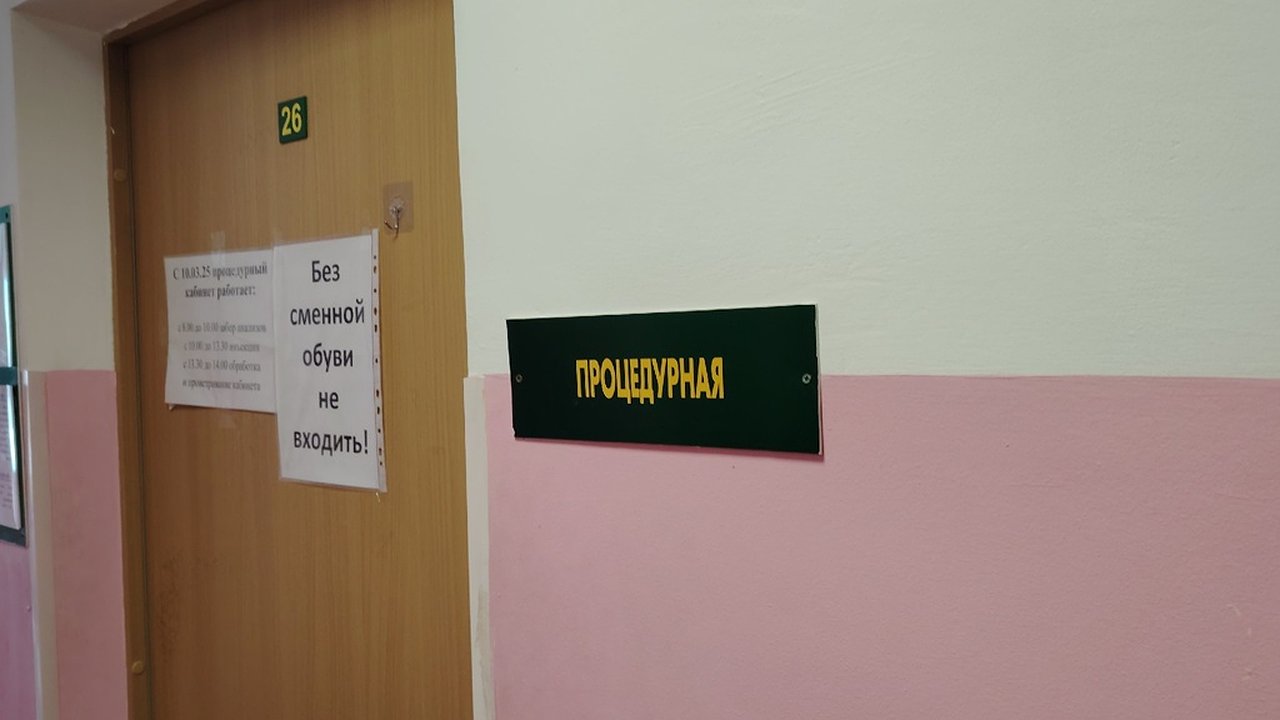 26
С 10.03.25 процедурный
кабинет работает:
с 8.00 до 10.00 забор анализов
с 10.00 до 13.30 инъекции
с 13.30 до 14.00 обработка
и проветривание кабинета
Без
сменной
обуви
не
входить!
ПРОЦЕДУРНАЯ